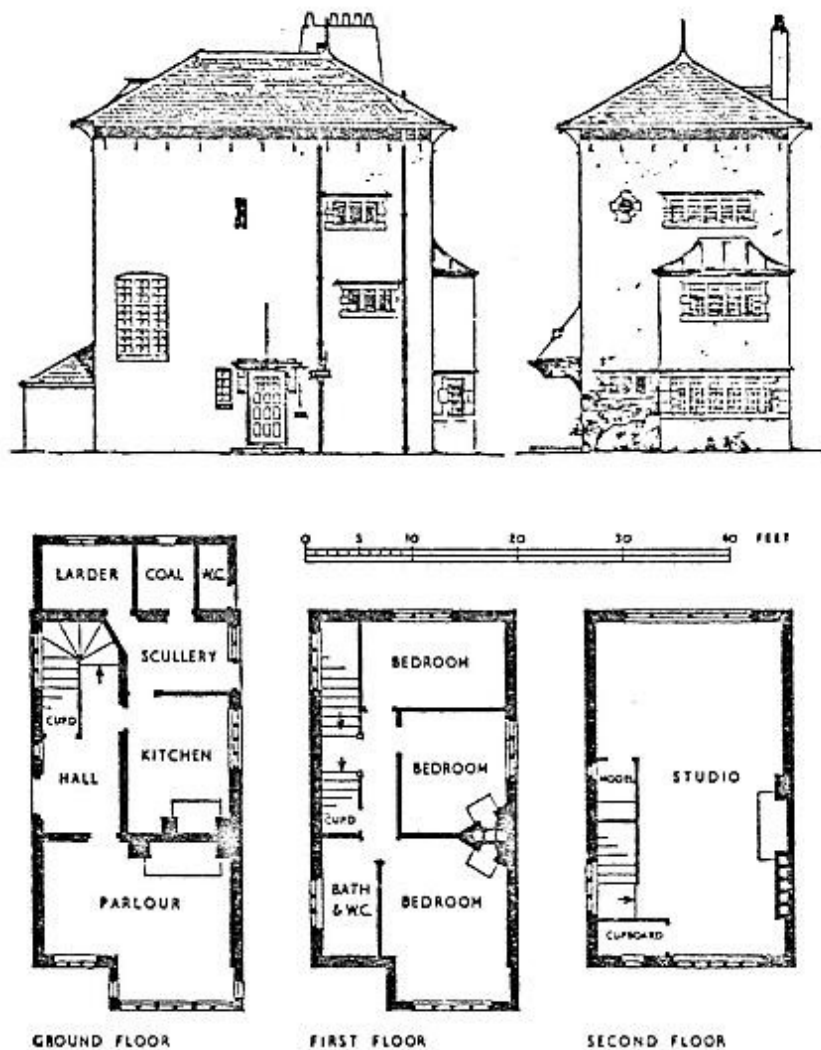 0 5 10 20 30 40 FEET
LARDER COAL W.C.
SCULLERY
CUPD
HALL
KITCHEN
PARLOUR
GROUND FLOOR
BEDROOM
BEDROOM
CUPD
BATH
& W.C.
BEDROOM
FIRST FLOOR
MODEL
STUDIO
CUPBOARD
SECOND FLOOR